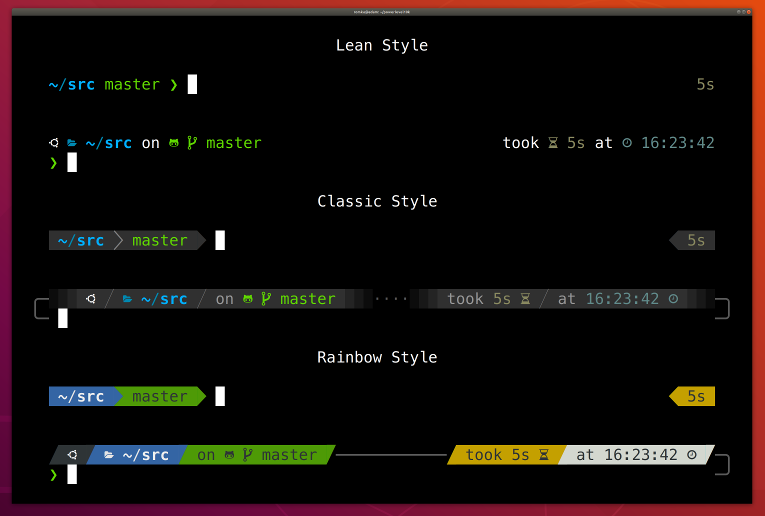 Lean Style
~/src master ❯ 5s
~/src on master took 5s at 16:23:42
❯
Classic Style
~/src master 5s
~/src on master ···· took 5s at 16:23:42
Rainbow Style
~/src master 5s
~/src on master took 5s at 16:23:42
❯